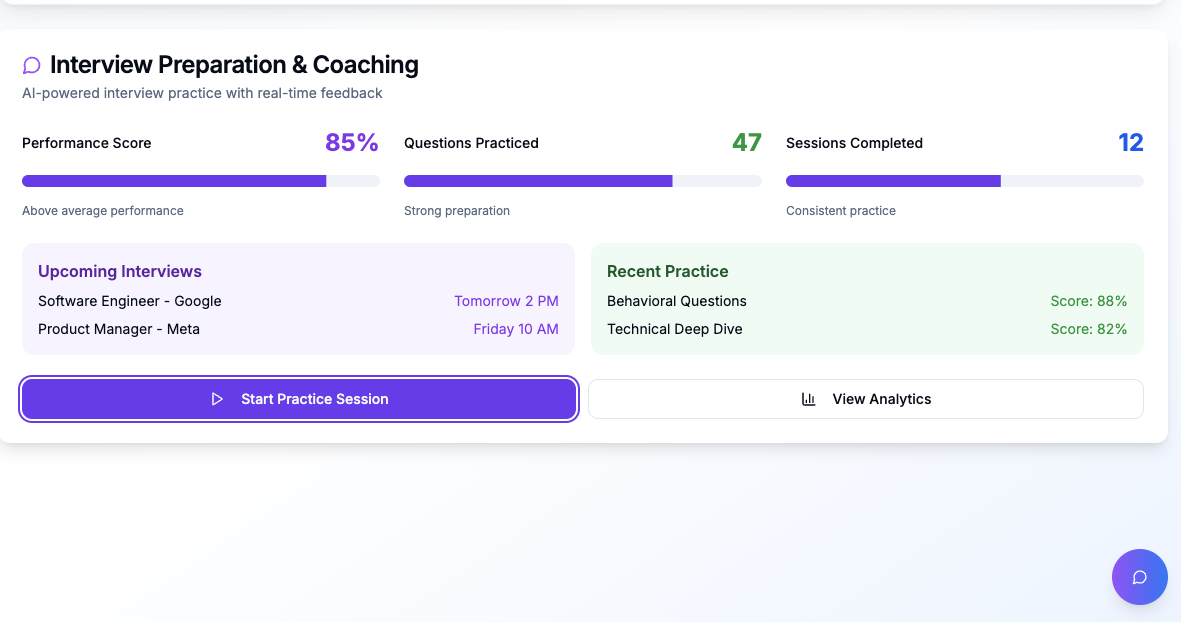 Interview Preparation & Coaching
AI-powered interview practice with real-time feedback
Performance Score 85%
Questions Practiced 47
Sessions Completed 12
Above average performance
Strong preparation
Consistent practice
Upcoming Interviews
Software Engineer - Google Tomorrow 2 PM
Product Manager - Meta Friday 10 AM
Recent Practice
Behavioral Questions Score: 88%
Technical Deep Dive Score: 82%
Start Practice Session
View Analytics